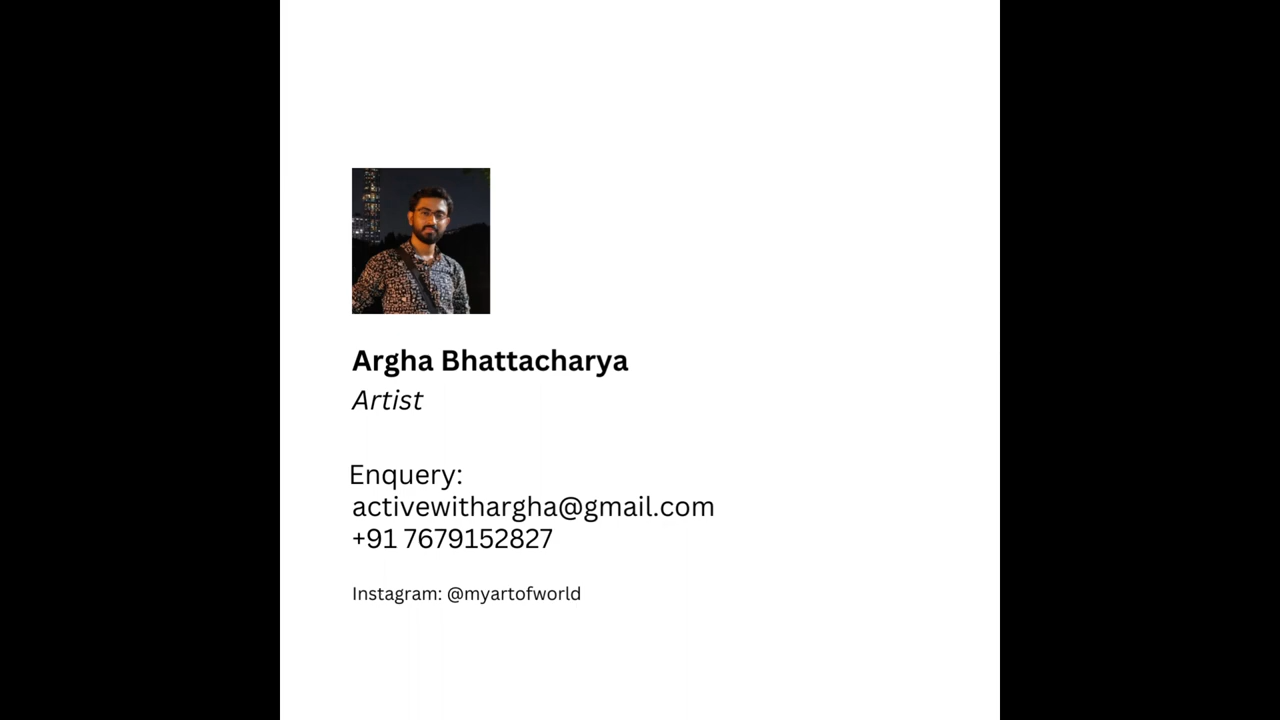 Argha Bhattacharya
Artist
Enquery:
activewithargha@gmail.com
+91 7679152827
Instagram: @myartofworld